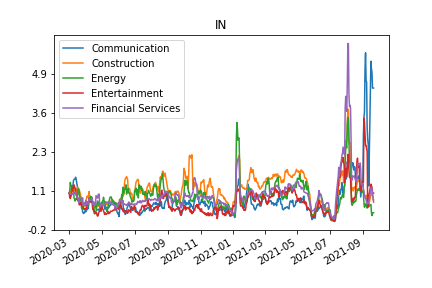 IN
Communication
Construction
Energy
Entertainment
Financial Services
4.9
3.6
2.3
1.1
-0.2
2020-03
2020-05
2020-07
2020-09
2020-11
2021-01
2021-03
2021-05
2021-07
2021-09